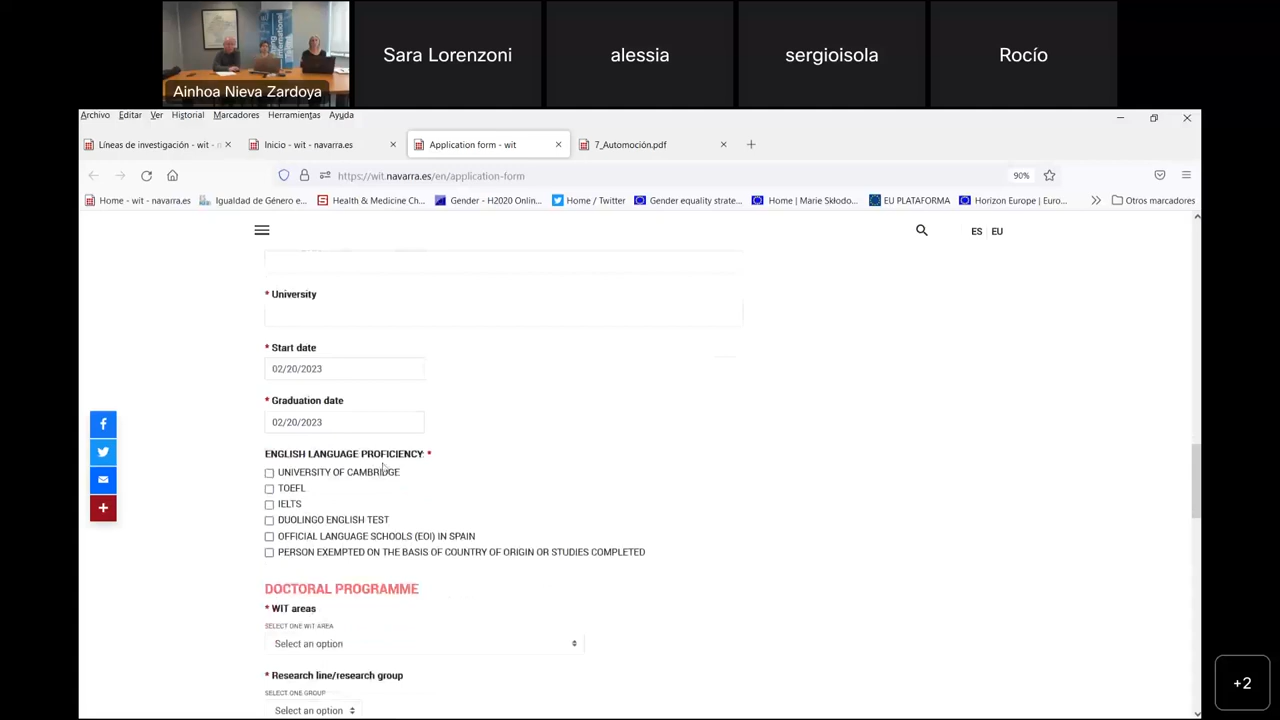 Ainhoa Nieva Zardoya
Sara Lorenzoni
alessia
sergioisola
Rocío
Archivo Editar Ver Historial Marcadores Herramientas Ayuda
Líneas de investigación - wit - n
Inicio - wit - navarra.es
Application form - wit
7_Automoción.pdf
https://wit.navarra.es/en/application-form
90%
Home - wit - navarra.es
Igualdad de Género e...
Health & Medicine Ch...
Gender - H2020 Onlin...
Home / Twitter
Gender equality strate...
Home | Marie Skłodo...
EU PLATAFORMA
Horizon Europe | Euro...
Otros marcadores
ES | EU
* University
* Start date
02/20/2023
* Graduation date
02/20/2023
ENGLISH LANGUAGE PROFICIENCY: *
UNIVERSITY OF CAMBRIDGE
TOEFL
IELTS
DUOLINGO ENGLISH TEST
OFFICIAL LANGUAGE SCHOOLS (EOI) IN SPAIN
PERSON EXEMPTED ON THE BASIS OF COUNTRY OF ORIGIN OR STUDIES COMPLETED
DOCTORAL PROGRAMME
* WIT areas
SELECT ONE WIT AREA
Select an option
* Research line/research group
SELECT ONE GROUP
Select an option
+2